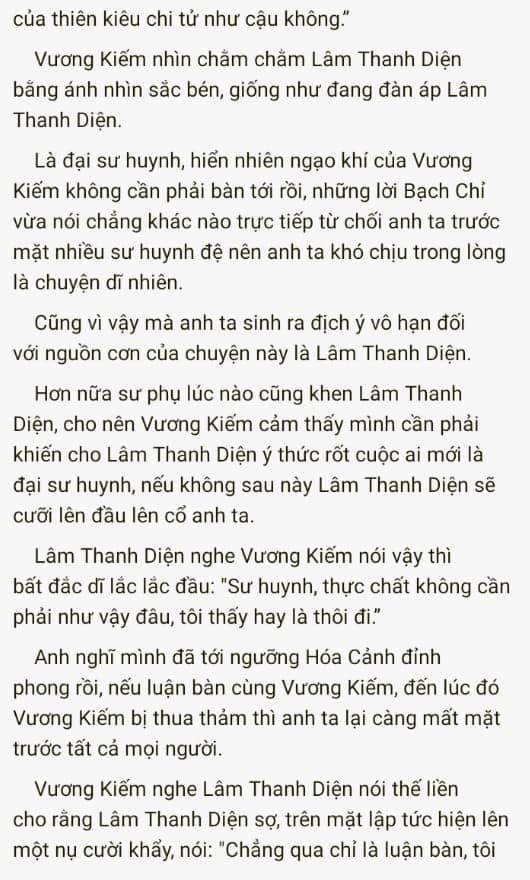 của thiên kiêu chi tử như cậu không."
Vương Kiếm nhìn chằm chằm Lâm Thanh Diện
bằng ánh nhìn sắc bén, giống như đang đàn áp Lâm
Thanh Diện.
Là đại sư huynh, hiển nhiên ngạo khí của Vương
Kiếm không cần phải bàn tới rồi, những lời Bạch Chỉ
vừa nói chẳng khác nào trực tiếp từ chối anh ta trước
mặt nhiều sư huynh đệ nên anh ta khó chịu trong lòng
là chuyện dĩ nhiên.
Cũng vì vậy mà anh ta sinh ra địch ý vô hạn đối
với nguồn cơn của chuyện này là Lâm Thanh Diện.
Hơn nữa sư phụ lúc nào cũng khen Lâm Thanh
Diện, cho nên Vương Kiếm cảm thấy mình cần phải
khiến cho Lâm Thanh Diện ý thức rốt cuộc ai mới là
đại sư huynh, nếu không sau này Lâm Thanh Diện sẽ
cưỡi lên đầu lên cổ anh ta.
Lâm Thanh Diện nghe Vương Kiếm nói vậy thì
bất đắc dĩ lắc lắc đầu: "Sư huynh, thực chất không cần
phải như vậy đâu, tôi thấy hay là thôi đi."
Anh nghĩ mình đã tới ngưỡng Hóa Cảnh đỉnh
phong rồi, nếu luận bàn cùng Vương Kiếm, đến lúc đó
Vương Kiếm bị thua thảm thì anh ta lại càng mất mặt
trước tất cả mọi người.
Vương Kiếm nghe Lâm Thanh Diện nói thế liền
cho rằng Lâm Thanh Diện sợ, trên mặt lập tức hiện lên
một nụ cười khẩy, nói: "Chẳng qua chỉ là luận bàn, tôi